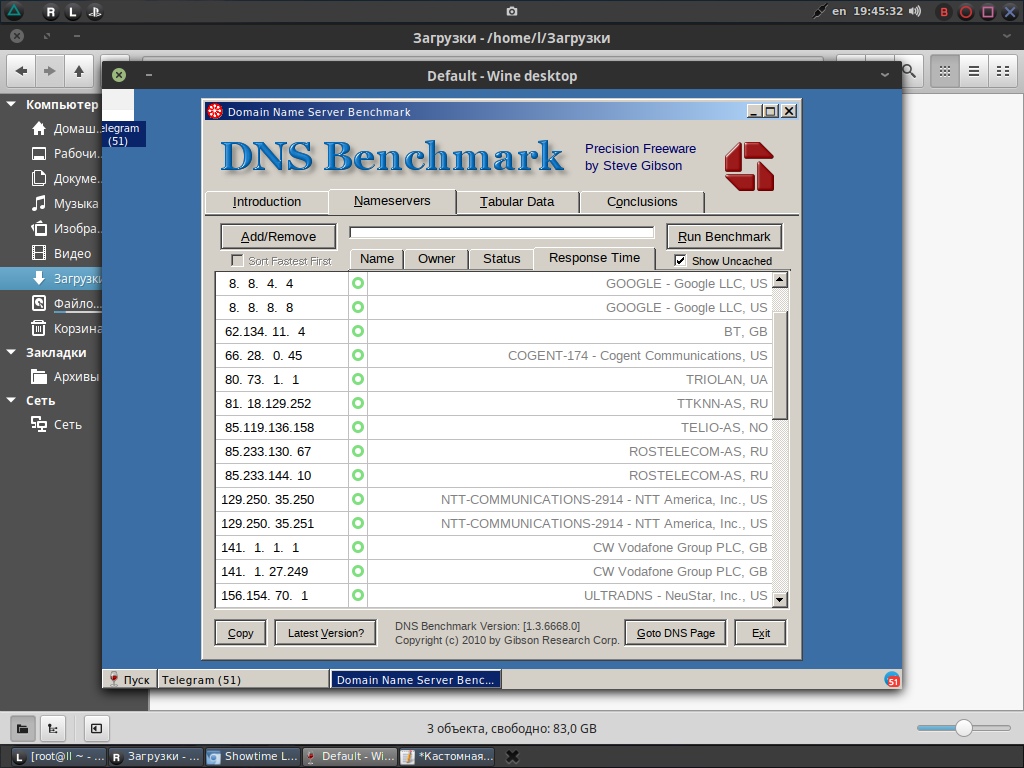 en 19:45:32
Загрузки - /home/l/Загрузки
Default - Wine desktop
Компьютер
Домаш...
Рабочи...
Докуме...
Музыка
Изобра...
Видео
Загрузки
Файло...
Корзина
Закладки
Архивы
Сеть
Сеть
elegram
(51)
Domain Name Server Benchmark
DNS Benchmark
Precision Freeware
by Steve Gibson
Introduction Nameservers Tabular Data Conclusions
Add/Remove Run Benchmark
Sort Fastest First Name Owner Status Response Time Show Uncached
8. 8. 4. 4 GOOGLE - Google LLC, US
8. 8. 8. 8 GOOGLE - Google LLC, US
62.134. 11. 4 BT, GB
66. 28. 0. 45 COGENT-174 - Cogent Communications, US
80. 73. 1. 1 TRIOLAN, UA
81. 18.129.252 TTKNN-AS, RU
85.119.136.158 TELIO-AS, NO
85.233.130. 67 ROSTELECOM-AS, RU
85.233.144. 10 ROSTELECOM-AS, RU
129.250. 35.250 NTT-COMMUNICATIONS-2914 - NTT America, Inc., US
129.250. 35.251 NTT-COMMUNICATIONS-2914 - NTT America, Inc., US
141. 1. 1. 1 CW Vodafone Group PLC, GB
141. 1. 27.249 CW Vodafone Group PLC, GB
156.154. 70. 1 ULTRADNS - NeuStar, Inc., US
Copy Latest Version? DNS Benchmark Version: [1.3.6668.0]
Copyright (c) 2010 by Gibson Research Corp. Goto DNS Page Exit
Пуск Telegram (51) Domain Name Server Benc... 51
3 объекта, свободно: 83,0 GB
L [root@ll ~ - ... R Загрузки - ... Showtime L... Default - Wi... *Кастомная...